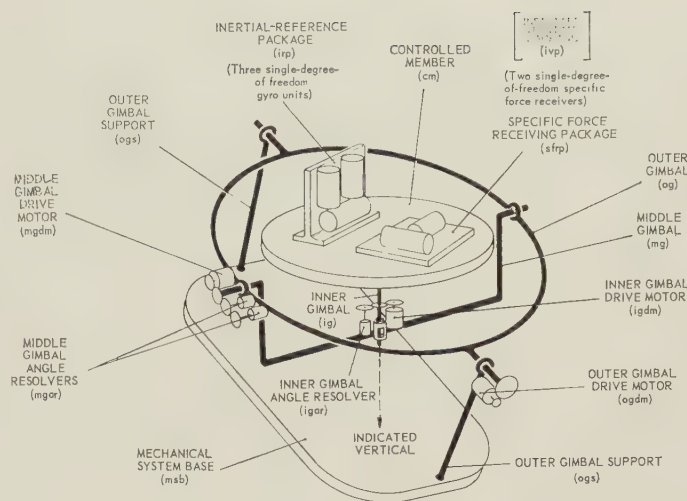 INERTIAL-REFERENCE
PACKAGE
(irp)
(Three single-degree-
of freedom
gyro units)
CONTROLLED
MEMBER
(cm)
(ivp)
(Two single-degree-
of-freedom specific
force receivers)
SPECIFIC FORCE
RECEIVING PACKAGE
(sfrp)
OUTER
GIMBAL
SUPPORT
(ogs)
OUTER
GIMBAL
(og)
MIDDLE
GIMBAL
DRIVE
MOTOR
(mgdm)
MIDDLE
GIMBAL
(mg)
INNER
GIMBAL
(ig)
INNER GIMBAL
DRIVE MOTOR
(igdm)
MIDDLE
GIMBAL
ANGLE
RESOLVERS
(mgar)
INNER GIMBAL
ANGLE RESOLVER
(igar)
OUTER GIMBAL
DRIVE MOTOR
(ogdm)
INDICATED
VERTICAL
MECHANICAL
SYSTEM BASE
(msb)
OUTER GIMBAL SUPPORT
(ogs)